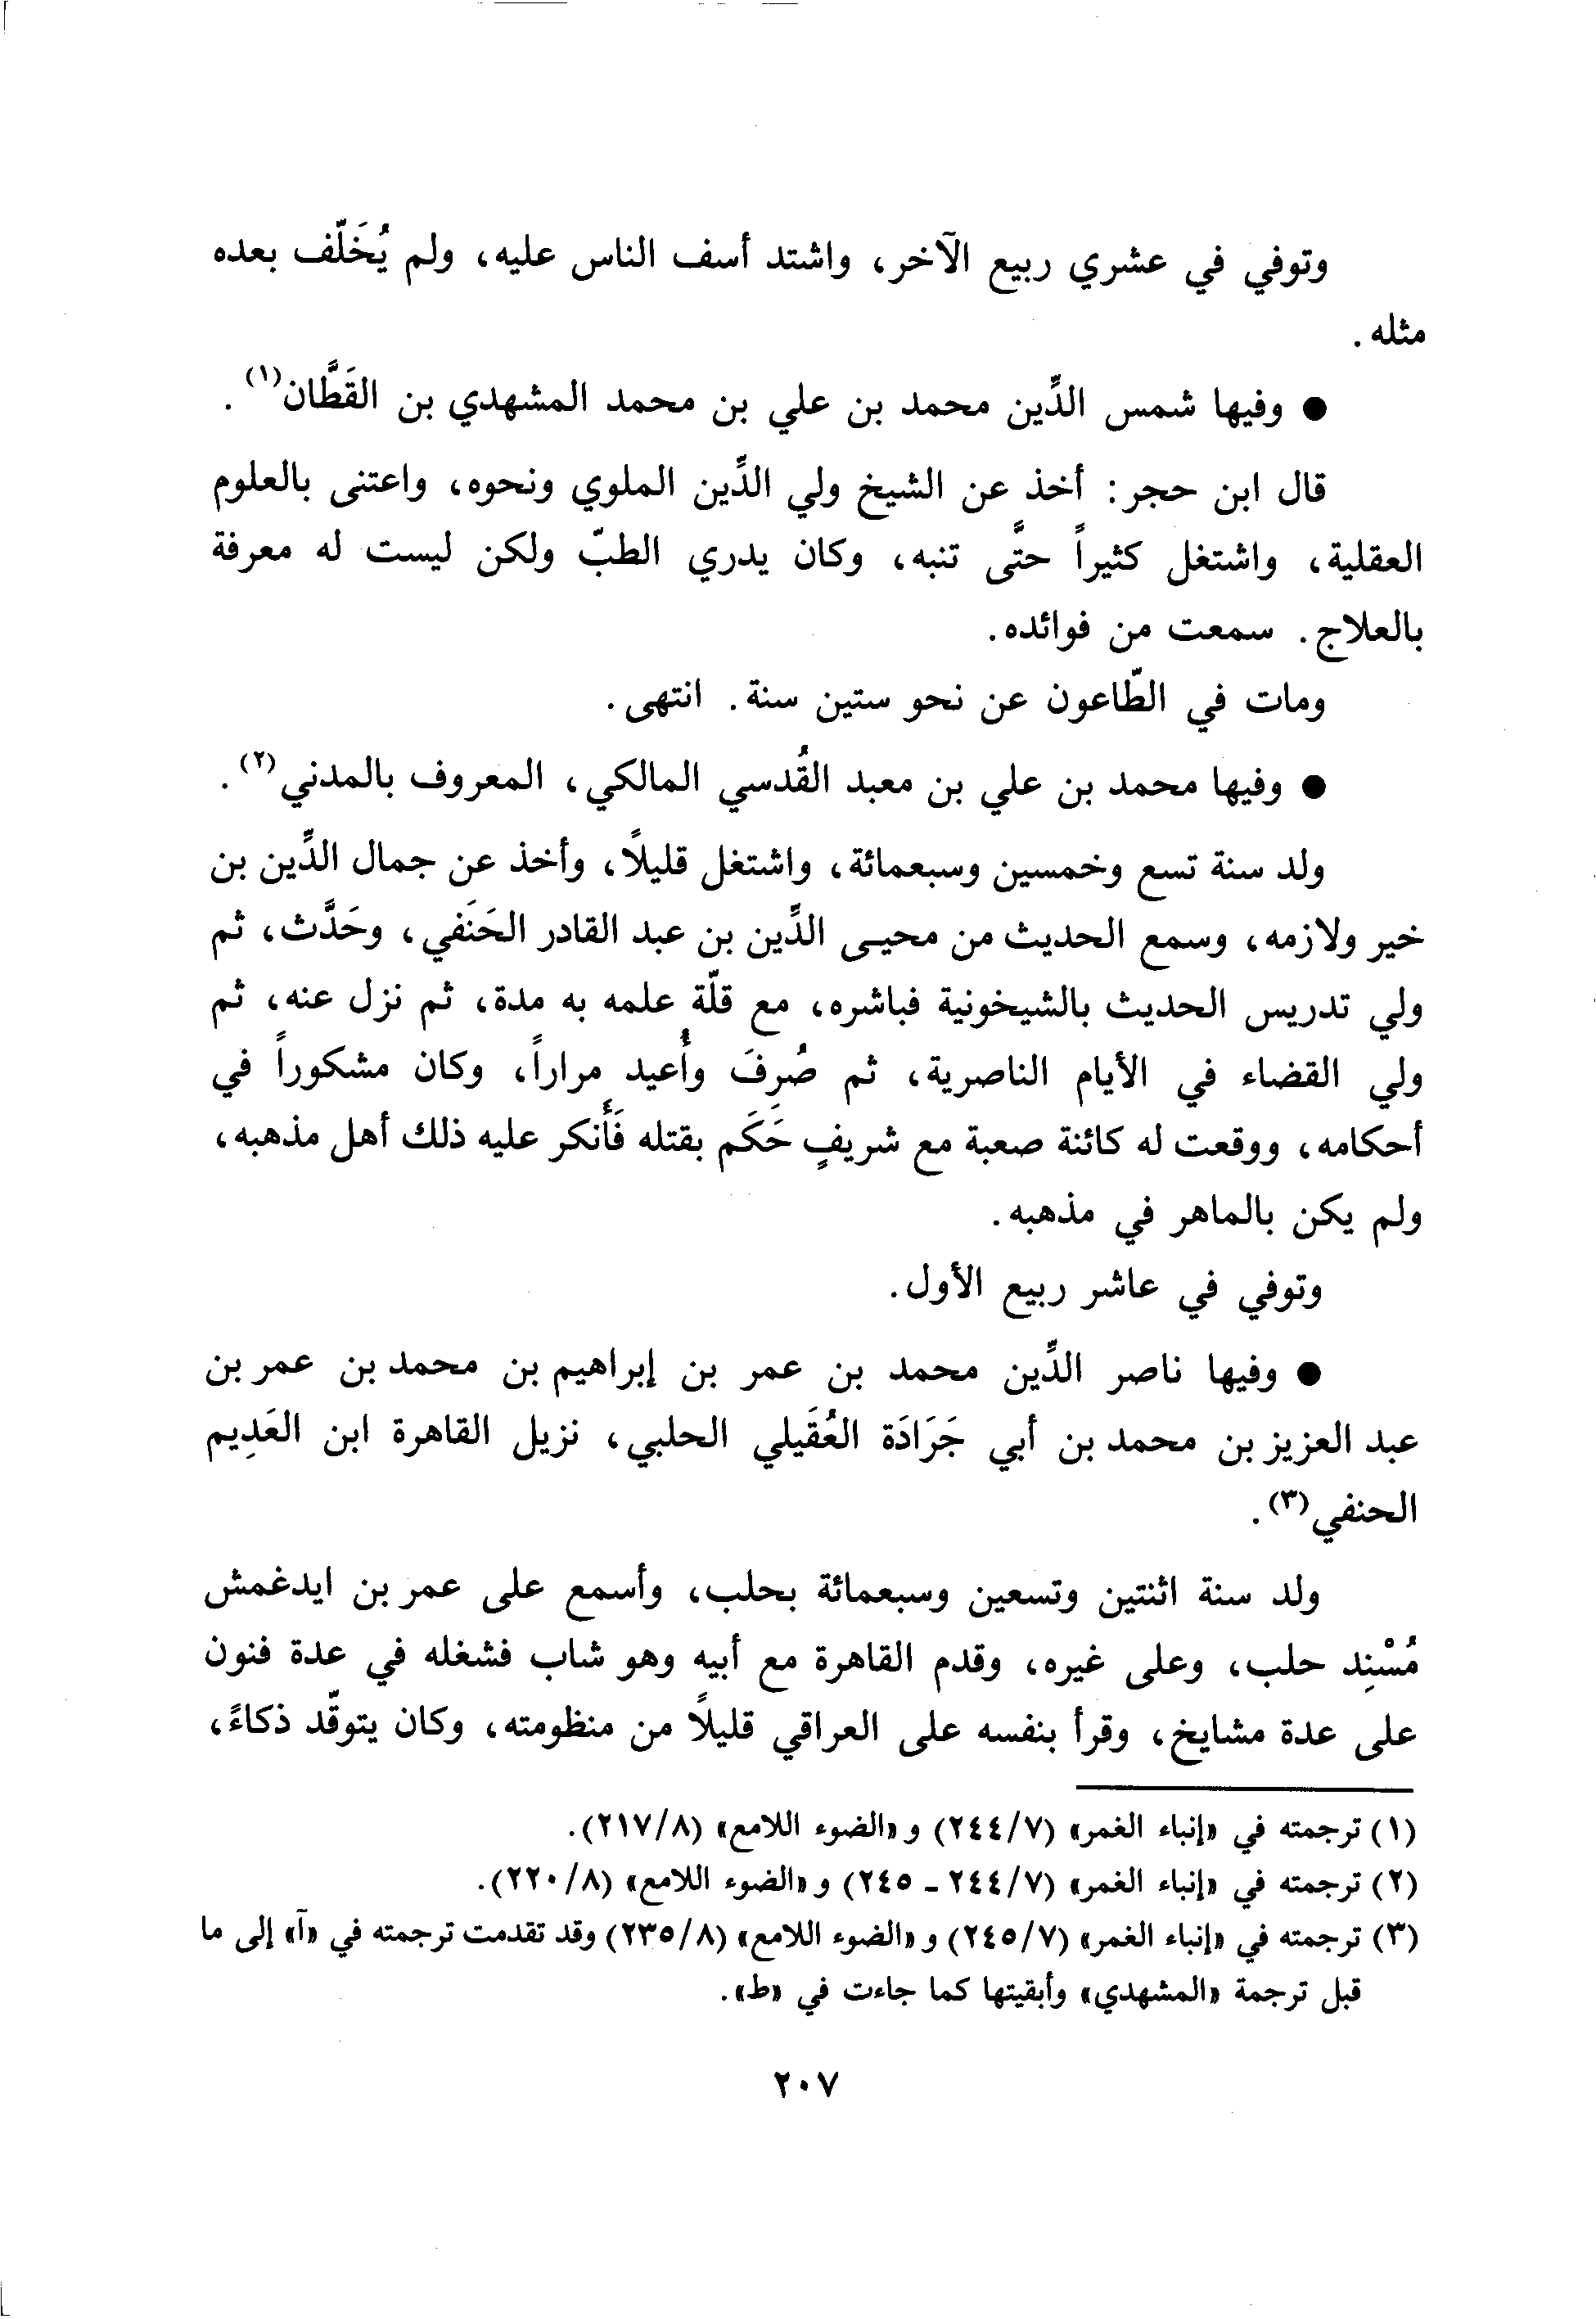 وتوفي في عشري ربيع الآخر، واشتد أسف الناس عليه، ولم يُخَلّف بعده
مثله.
● وفيها شمس الدِّين محمد بن علي بن محمد المشهدي بن القَطَّان(١).
قال ابن حجر: أخذ عن الشيخ ولي الدِّين الملوي ونحوه، واعتنى بالعلوم
العقلية، واشتغل كثيراً حتَّى تنبه، وكان يدري الطبّ ولكن ليست له معرفة
بالعلاج. سمعت من فوائده.
ومات في الطّاعون عن نحو ستين سنة. انتهى.
● وفيها محمد بن علي بن معبد القُدسي المالكي، المعروف بالمدني(٢).
ولد سنة تسع وخمسين وسبعمائة، واشتغل قليلاً، وأخذ عن جمال الدِّين بن
خير ولازمه، وسمع الحديث من محيـى الدِّين بن عبد القادر الحَنَفي، وحَدَّث، ثم
ولي تدريس الحديث بالشيخونية فباشره، مع قلّة علمه به مدة، ثم نزل عنه، ثم
ولي القضاء في الأيام الناصرية، ثم صُرِفَ وأُعيد مراراً، وكان مشكوراً في
أحكامه، ووقعت له كائنة صعبة مع شريفٍ حَكَم بقتله فَأَنكر عليه ذلك أهل مذهبه،
ولم يكن بالماهر في مذهبه.
وتوفي في عاشر ربيع الأول.
● وفيها ناصر الدِّين محمد بن عمر بن إبراهيم بن محمد بن عمر بن
عبد العزيز بن محمد بن أبي جَرَادَة العُقَيلي الحلبي، نزيل القاهرة ابن العَدِيم
الحنفي(٣).
ولد سنة اثنتين وتسعين وسبعمائة بحلب، وأسمع على عمر بن ايدغمش
مُسْنِد حلب، وعلى غيره، وقدم القاهرة مع أبيه وهو شاب فشغله في عدة فنون
على عدة مشايخ، وقرأ بنفسه على العراقي قليلاً من منظومته، وكان يتوقّد ذكاءً،
(١) ترجمته في «إنباء الغمر» (٢٤٤/٧) و«الضوء اللامع» (٢١٧/٨).
(٢) ترجمته في «إنباء الغمر» (٢٤٤/٧ - ٢٤٥) و«الضوء اللامع» (٢٢٠/٨).
(٣) ترجمته في «إنباء الغمر» (٢٤٥/٧) و«الضوء اللامع» (٢٣٥/٨) وقد تقدمت ترجمته في «آ» إلى ما
قبل ترجمة «المشهدي» وأبقيتها كما جاءت في «ط».
٢٠٧